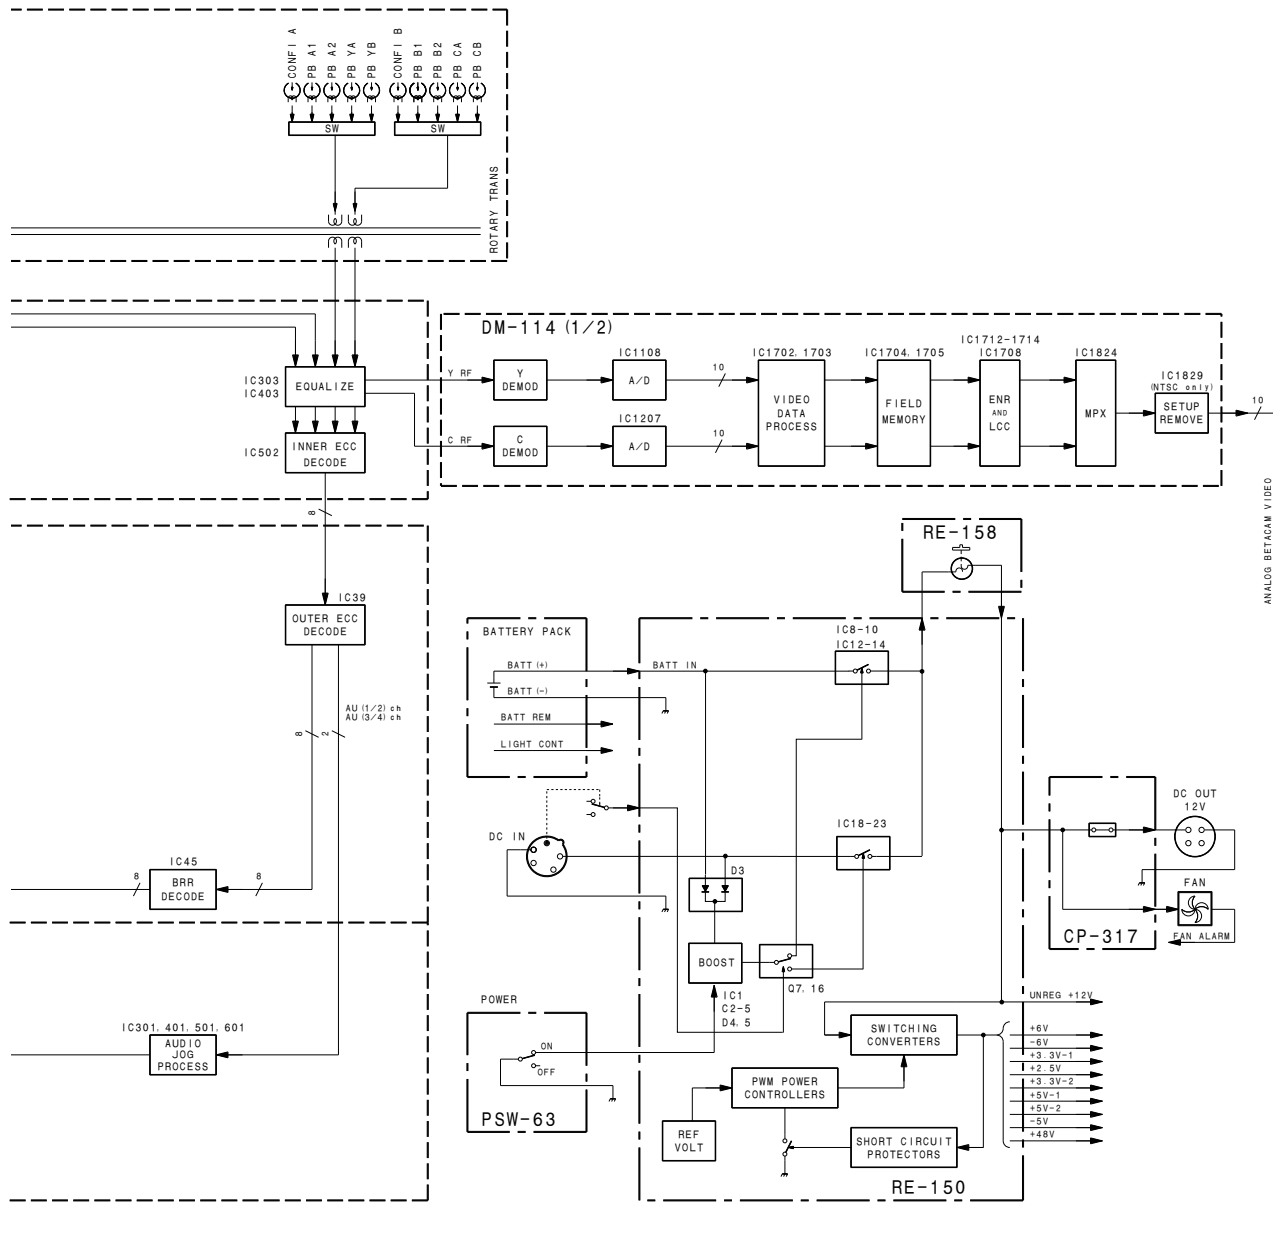 CONFI A
PB A1
PB A2
PB YA
PB YB
CONFI B
PB B1
PB B2
PB CA
PB CB
SW
SW
ROTARY TRANS
DM-114 (1/2)
IC303
IC403
EQUALIZE
IC502
INNER ECC
DECODE
8
Y RF
C RF
Y
DEMOD
C
DEMOD
IC1108
A/D
IC1207
A/D
10
10
IC1702, 1703
VIDEO
DATA
PROCESS
IC1704, 1705
FIELD
MEMORY
IC1712-1714
IC1708
ENR
AND
LCC
IC1824
MPX
IC1829
(NTSC only)
SETUP
REMOVE
10
ANALOG BETACAM VIDEO
IC39
OUTER ECC
DECODE
AU (1/2) ch
AU (3/4) ch
8
2
IC45
BRR
DECODE
8
8
IC301, 401, 501, 601
AUDIO
JOG
PROCESS
RE-158
BATTERY PACK
BATT (+)
BATT (-)
BATT REM
LIGHT CONT
BATT IN
IC8-10
IC12-14
DC IN
IC18-23
D3
BOOST
IC1
C2-5
D4, 5
Q7, 16
POWER
ON
OFF
PSW-63
SWITCHING
CONVERTERS
PWM POWER
CONTROLLERS
REF
VOLT
SHORT CIRCUIT
PROTECTORS
RE-150
DC OUT
12V
FAN
FAN ALARM
CP-317
UNREG +12V
+6V
-6V
+3.3V-1
+2.5V
+3.3V-2
+5V-1
+5V-2
-5V
+48V